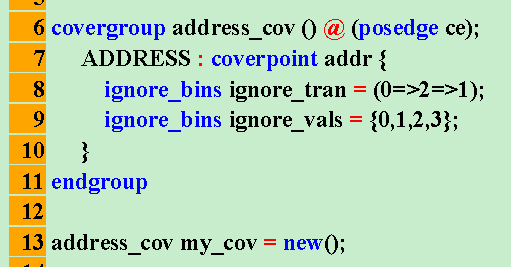 6 covergroup address_cov () @ (posedge ce);
7 ADDRESS : coverpoint addr {
8 ignore_bins ignore_tran = (0=>2=>1);
9 ignore_bins ignore_vals = {0,1,2,3};
10 }
11 endgroup
12
13 address_cov my_cov = new();